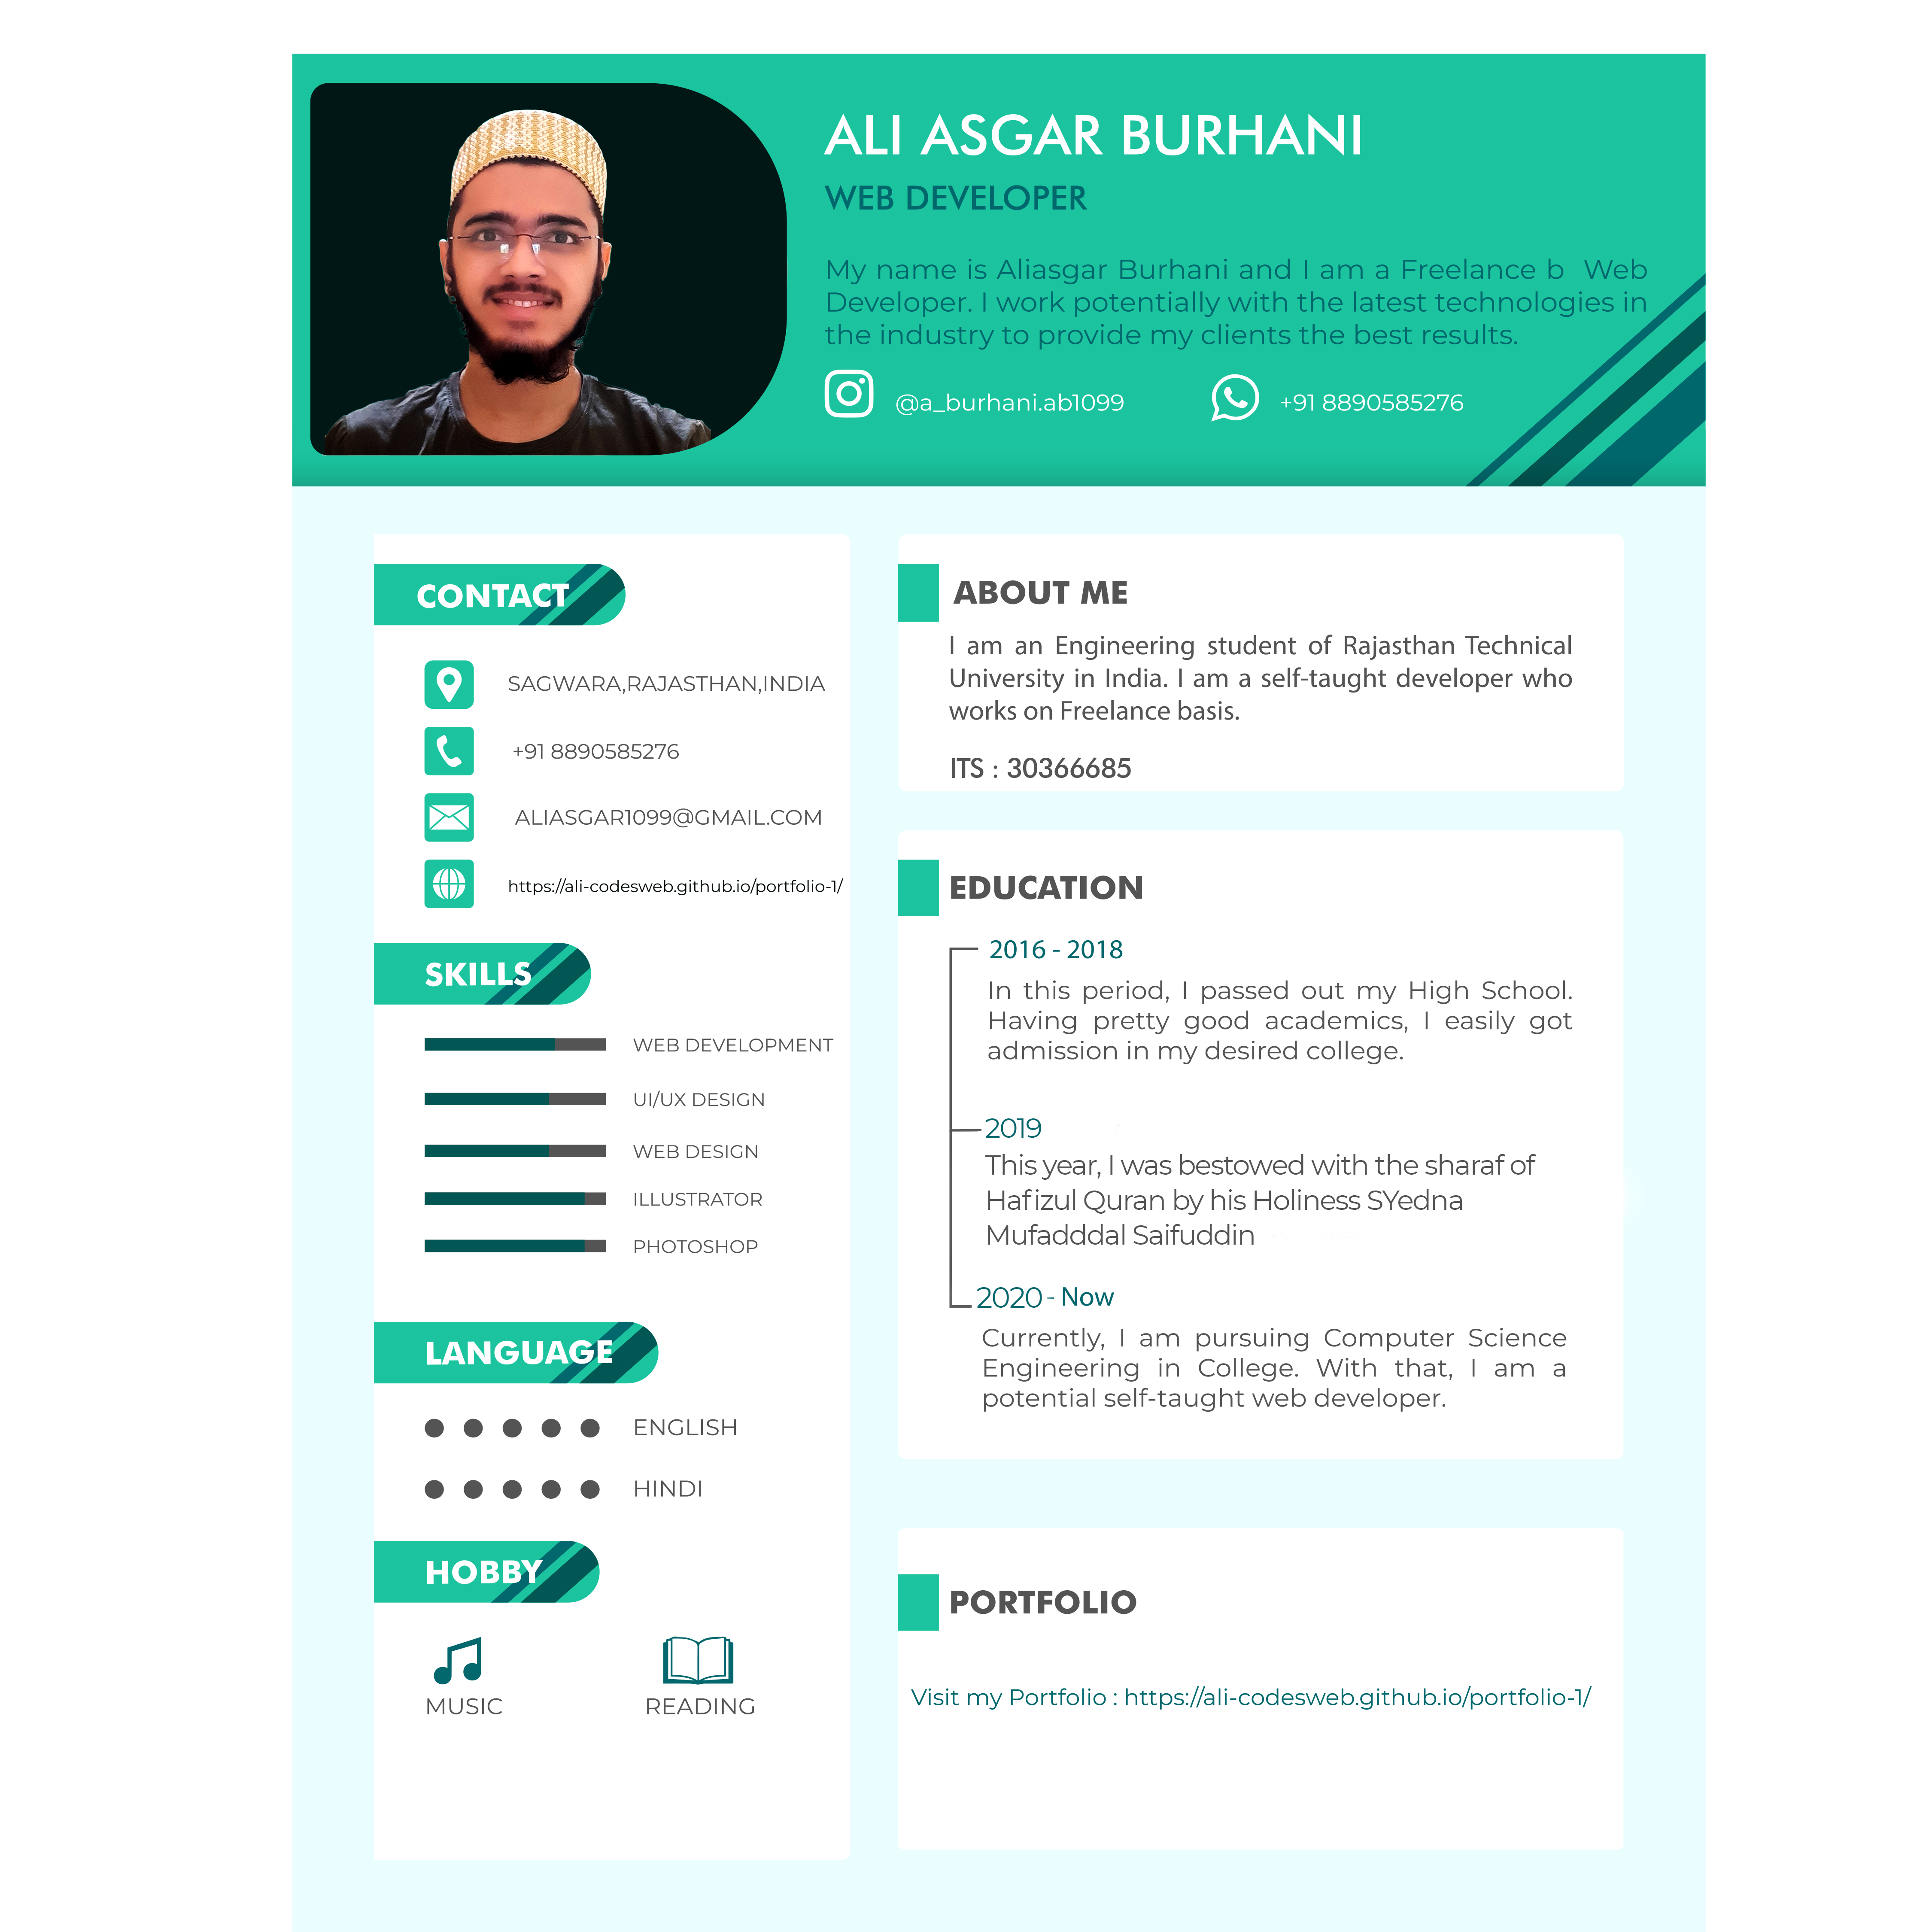 ALI ASGAR BURHANI
WEB DEVELOPER
My name is Aliasgar Burhani and I am a Freelance b Web
Developer. I work potentially with the latest technologies in
the industry to provide my clients the best results.
@a_burhani.ab1099
+91 8890585276
CONTACT
SAGWARA,RAJASTHAN,INDIA
+91 8890585276
ALIASGAR1099@GMAIL.COM
https://ali-codesweb.github.io/portfolio-1/
SKILLS
WEB DEVELOPMENT
UI/UX DESIGN
WEB DESIGN
ILLUSTRATOR
PHOTOSHOP
LANGUAGE
ENGLISH
HINDI
HOBBY
MUSIC
READING
ABOUT ME
I am an Engineering student of Rajasthan Technical
University in India. I am a self-taught developer who
works on Freelance basis.
ITS : 30366685
EDUCATION
2016 - 2018
In this period, I passed out my High School.
Having pretty good academics, I easily got
admission in my desired college.
2019
This year, I was bestowed with the sharaf of
Hafizul Quran by his Holiness SYedna
Mufadddal Saifuddin
2020 - Now
Currently, I am pursuing Computer Science
Engineering in College. With that, I am a
potential self-taught web developer.
PORTFOLIO
Visit my Portfolio : https://ali-codesweb.github.io/portfolio-1/